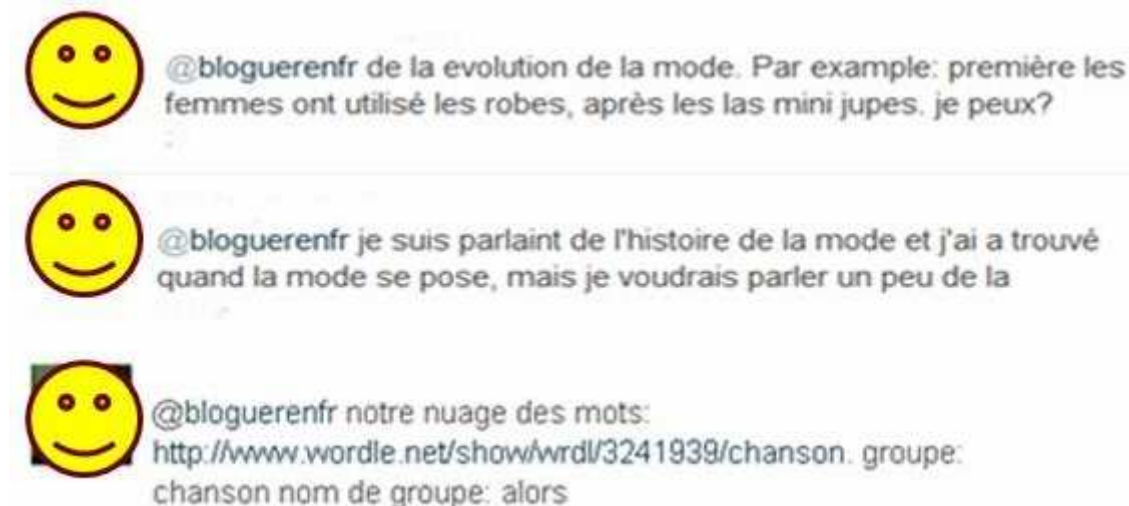 @bloguerenfr de la evolution de la mode. Par example: première les
femmes ont utilisé les robes, après les las mini jupes. je peux?
@bloguerenfr je suis parlaint de l'histoire de la mode et j'ai a trouvé
quand la mode se pose, mais je voudrais parler un peu de la
@bloguerenfr notre nuage des mots:
http://www.wordle.net/show/wrdl/3241939/chanson. groupe:
chanson nom de groupe: alors